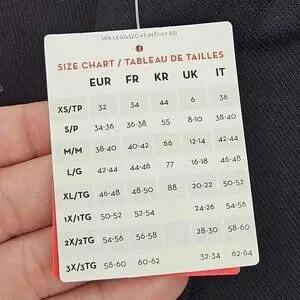 SIZE CHART / TABLEAU DE TAILLES
EUR FR KR UK IT
XS/TP 32 34 44 6 36
S/P 34-36 36-38 55 8-10 38-40
M/M 38-40 40-42 66 12-14 42-44
L/G 44-46 44-46 77 16-18 46-48
XL/TG 46-48 48-50 88 20-22 50-52
1X/1TG 50-52 52-54 24-26 54-56
2X/2TG 54-56 56-58 28-30 58-60
3X/3TG 58-60 60-62 32-34 62-64